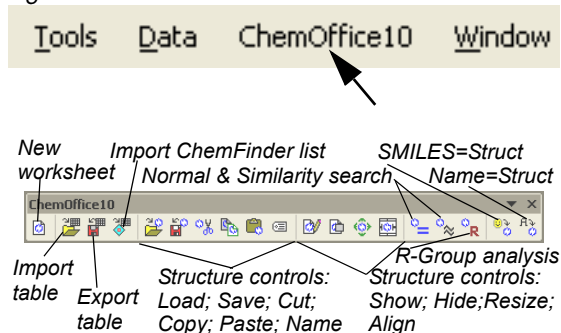 Tools Data ChemOffice10 Window
New Import ChemFinder list SMILES=Struct
worksheet Normal & Similarity search Name=Struct
ChemOffice10
Import R-Group analysis
table Export Structure controls: Structure controls:
table Load; Save; Cut; Show; Hide;Resize;
Copy; Paste; Name Align